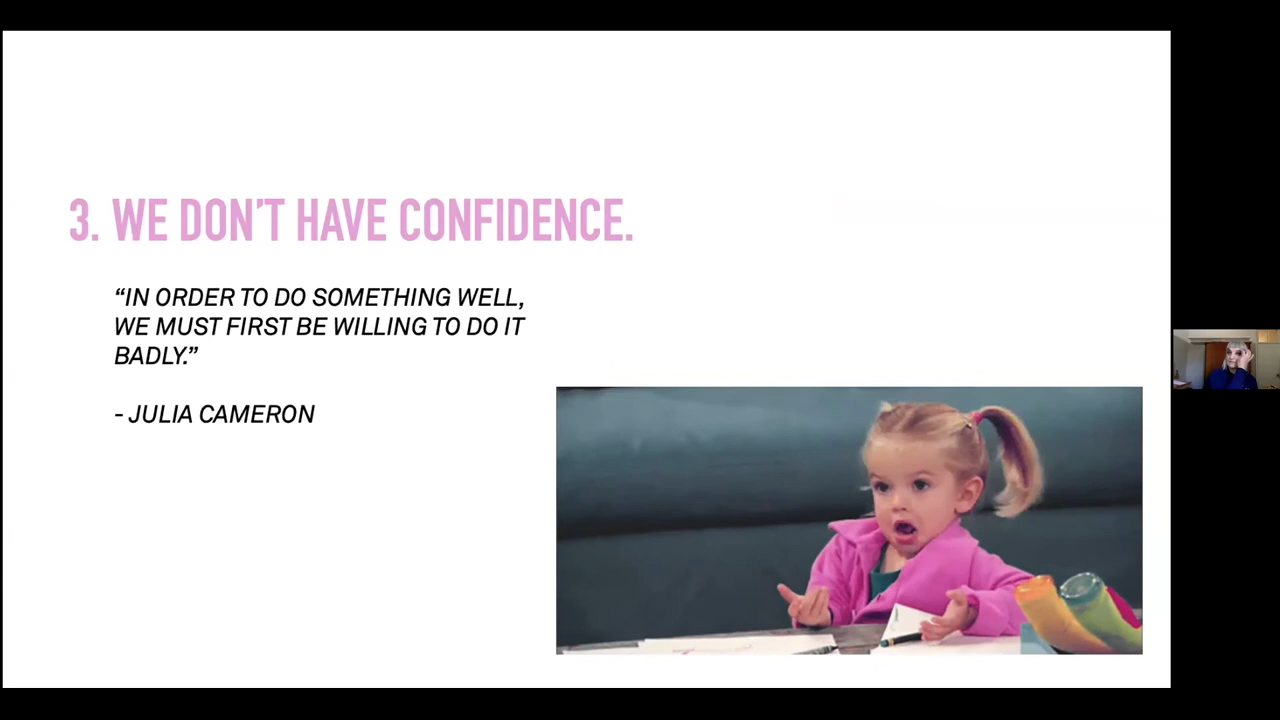 3. WE DON’T HAVE CONFIDENCE.
“IN ORDER TO DO SOMETHING WELL,
WE MUST FIRST BE WILLING TO DO IT
BADLY.”
- JULIA CAMERON